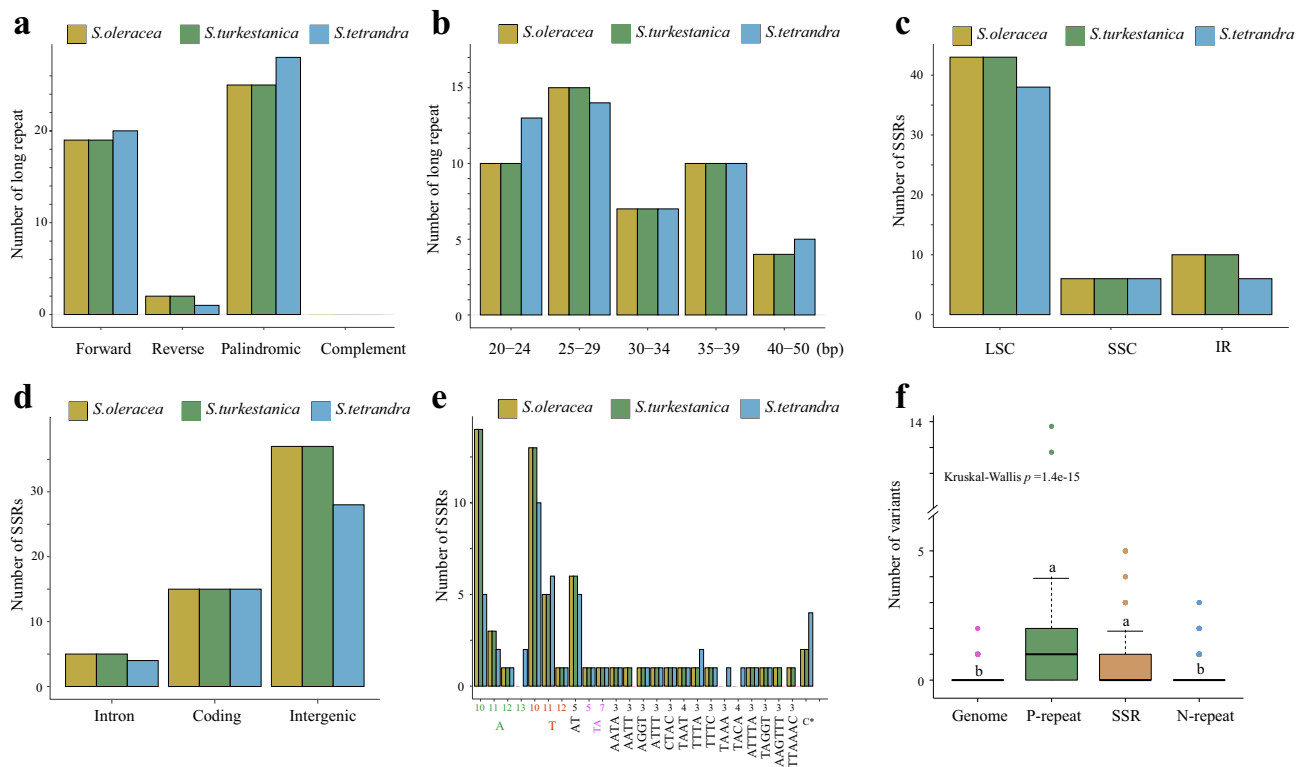 a
S.oleracea S.turkestanica S.tetrandra
Number of long repeat
20
10
0
Forward Reverse Palindromic Complement
b
S.oleracea S.turkestanica S.tetrandra
Number of long repeat
15
10
5
0
20−24 25−29 30−34 35−39 40−50 (bp)
c
S.oleracea S.turkestanica S.tetrandra
Number of SSRs
40
30
20
10
0
LSC SSC IR
d
S.oleracea S.turkestanica S.tetrandra
Number of SSRs
30
20
10
0
Intron Coding Intergenic
e
S.oleracea S.turkestanica S.tetrandra
Number of SSRs
10
5
0
10 11 12 13 10 11 12 5 5 7 3 3 3 3 3 4 3 3 3 4 3 3 3 3
A T AT TA AATA AATT AGGT ATTT CTAC TAAT TTTA TTTC TAAA TACA ATTTA TAGGT AAGTTT TTAAAC C*
f
14
Kruskal-Wallis p =1.4e-15
Number of variants
5
0
b a a b
Genome P-repeat SSR N-repeat